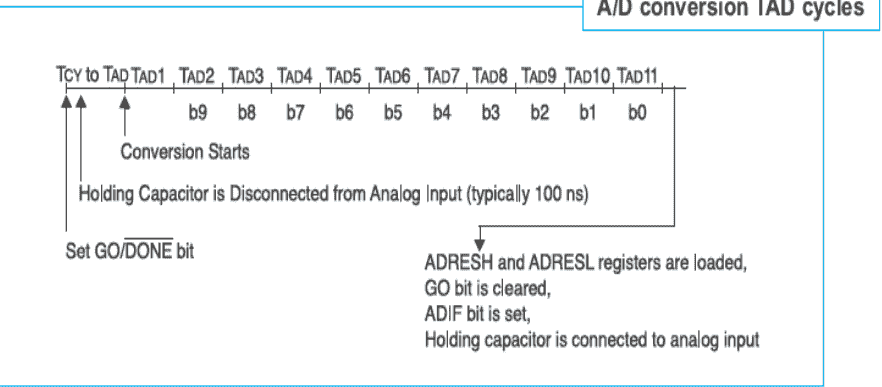 A/D conversion TAD cycles
TCY to TAD TAD1 TAD2 TAD3 TAD4 TAD5 TAD6 TAD7 TAD8 TAD9 TAD10 TAD11
b9 b8 b7 b6 b5 b4 b3 b2 b1 b0
Conversion Starts
Holding Capacitor is Disconnected from Analog Input (typically 100 ns)
Set GO/DONE bit
ADRESH and ADRESL registers are loaded,
GO bit is cleared,
ADIF bit is set,
Holding capacitor is connected to analog input